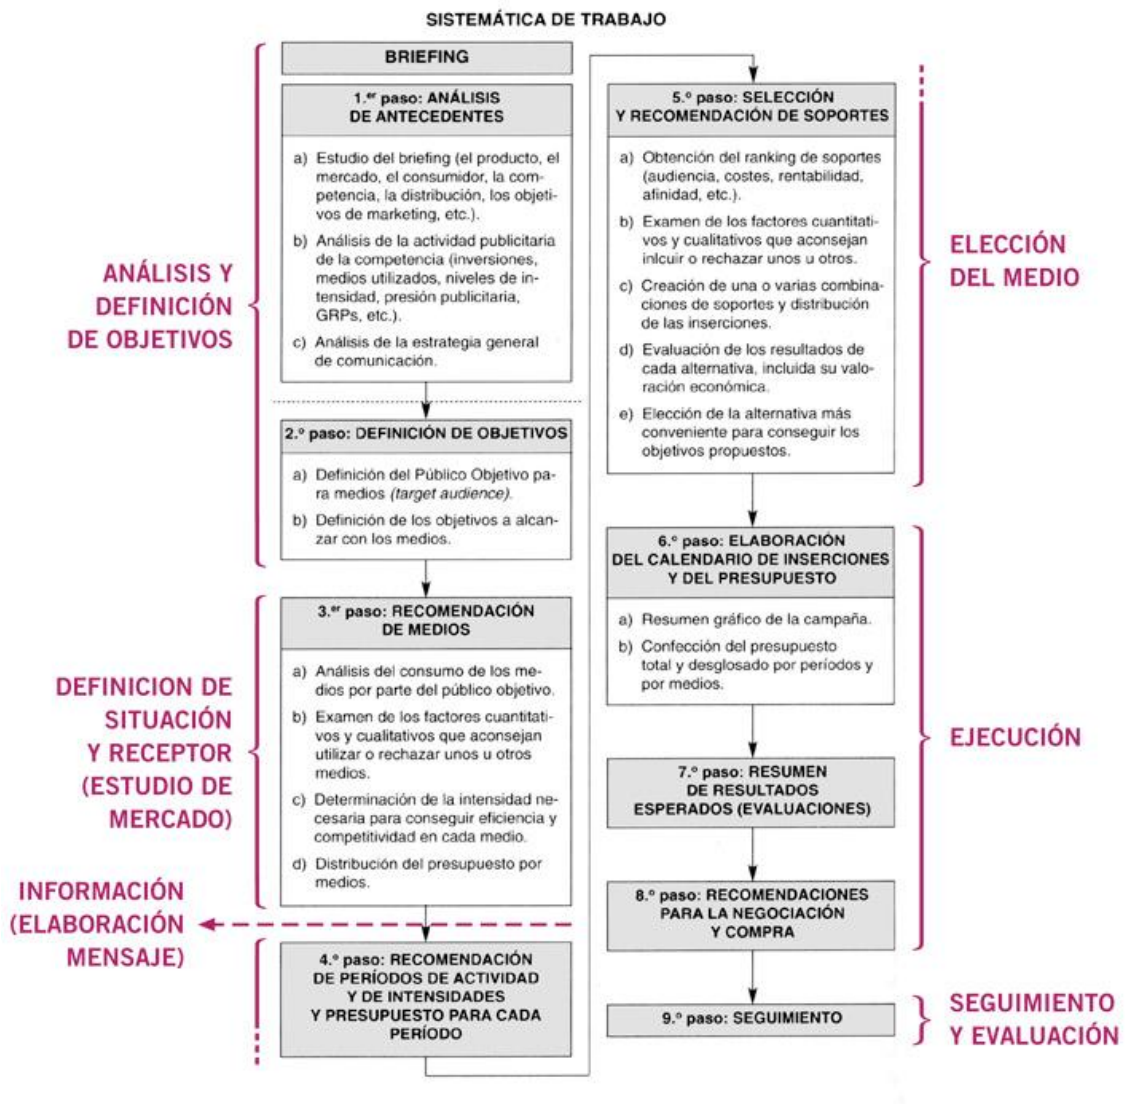 SISTEMÁTICA DE TRABAJO
BRIEFING
1.er paso: ANÁLISIS
DE ANTECEDENTES
a) Estudio del briefing (el producto, el
mercado, el consumidor, la com-
petencia, la distribución, los objeti-
vos de marketing, etc.).
b) Análisis de la actividad publicitaria
de la competencia (inversiones,
medios utilizados, niveles de in-
tensidad, presión publicitaria,
GRPs, etc.).
c) Análisis de la estrategia general
de comunicación.
2.º paso: DEFINICIÓN DE OBJETIVOS
a) Definición del Público Objetivo pa-
ra medios (target audience).
b) Definición de los objetivos a alcan-
zar con los medios.
ANÁLISIS Y
DEFINICIÓN
DE OBJETIVOS
3.er paso: RECOMENDACIÓN
DE MEDIOS
a) Análisis del consumo de los me-
dios por parte del público objetivo.
b) Examen de los factores cuantitati-
vos y cualitativos que aconsejan
utilizar o rechazar unos u otros
medios.
c) Determinación de la intensidad ne-
cesaria para conseguir eficiencia y
competitividad en cada medio.
d) Distribución del presupuesto por
medios.
DEFINICION DE
SITUACIÓN
Y RECEPTOR
(ESTUDIO DE
MERCADO)
INFORMACIÓN
(ELABORACIÓN
MENSAJE)
4.º paso: RECOMENDACIÓN
DE PERÍODOS DE ACTIVIDAD
Y DE INTENSIDADES
Y PRESUPUESTO PARA CADA
PERÍODO
5.º paso: SELECCIÓN
Y RECOMENDACIÓN DE SOPORTES
a) Obtención del ranking de soportes
(audiencia, costes, rentabilidad,
afinidad, etc.).
b) Examen de los factores cuantitati-
vos y cualitativos que aconsejan
inlcuir o rechazar unos u otros.
c) Creación de una o varias combina-
ciones de soportes y distribución
de las inserciones.
d) Evaluación de los resultados de
cada alternativa, incluida su valo-
ración económica.
e) Elección de la alternativa más
conveniente para conseguir los
objetivos propuestos.
ELECCIÓN
DEL MEDIO
6.º paso: ELABORACIÓN
DEL CALENDARIO DE INSERCIONES
Y DEL PRESUPUESTO
a) Resumen gráfico de la campaña.
b) Confección del presupuesto
total y desglosado por períodos y
por medios.
7.º paso: RESUMEN
DE RESULTADOS
ESPERADOS (EVALUACIONES)
8.º paso: RECOMENDACIONES
PARA LA NEGOCIACIÓN
Y COMPRA
EJECUCIÓN
9.º paso: SEGUIMIENTO
SEGUIMIENTO
Y EVALUACIÓN